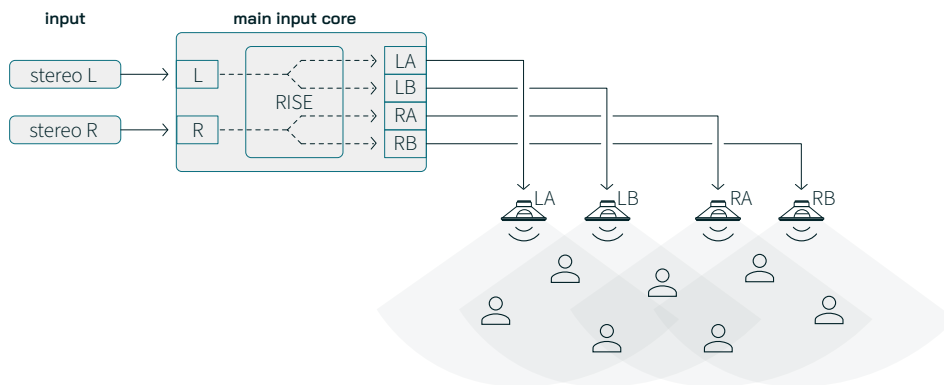 input
main input core
stereo L
stereo R
L
R
RISE
LA
LB
RA
RB
LA
LB
RA
RB